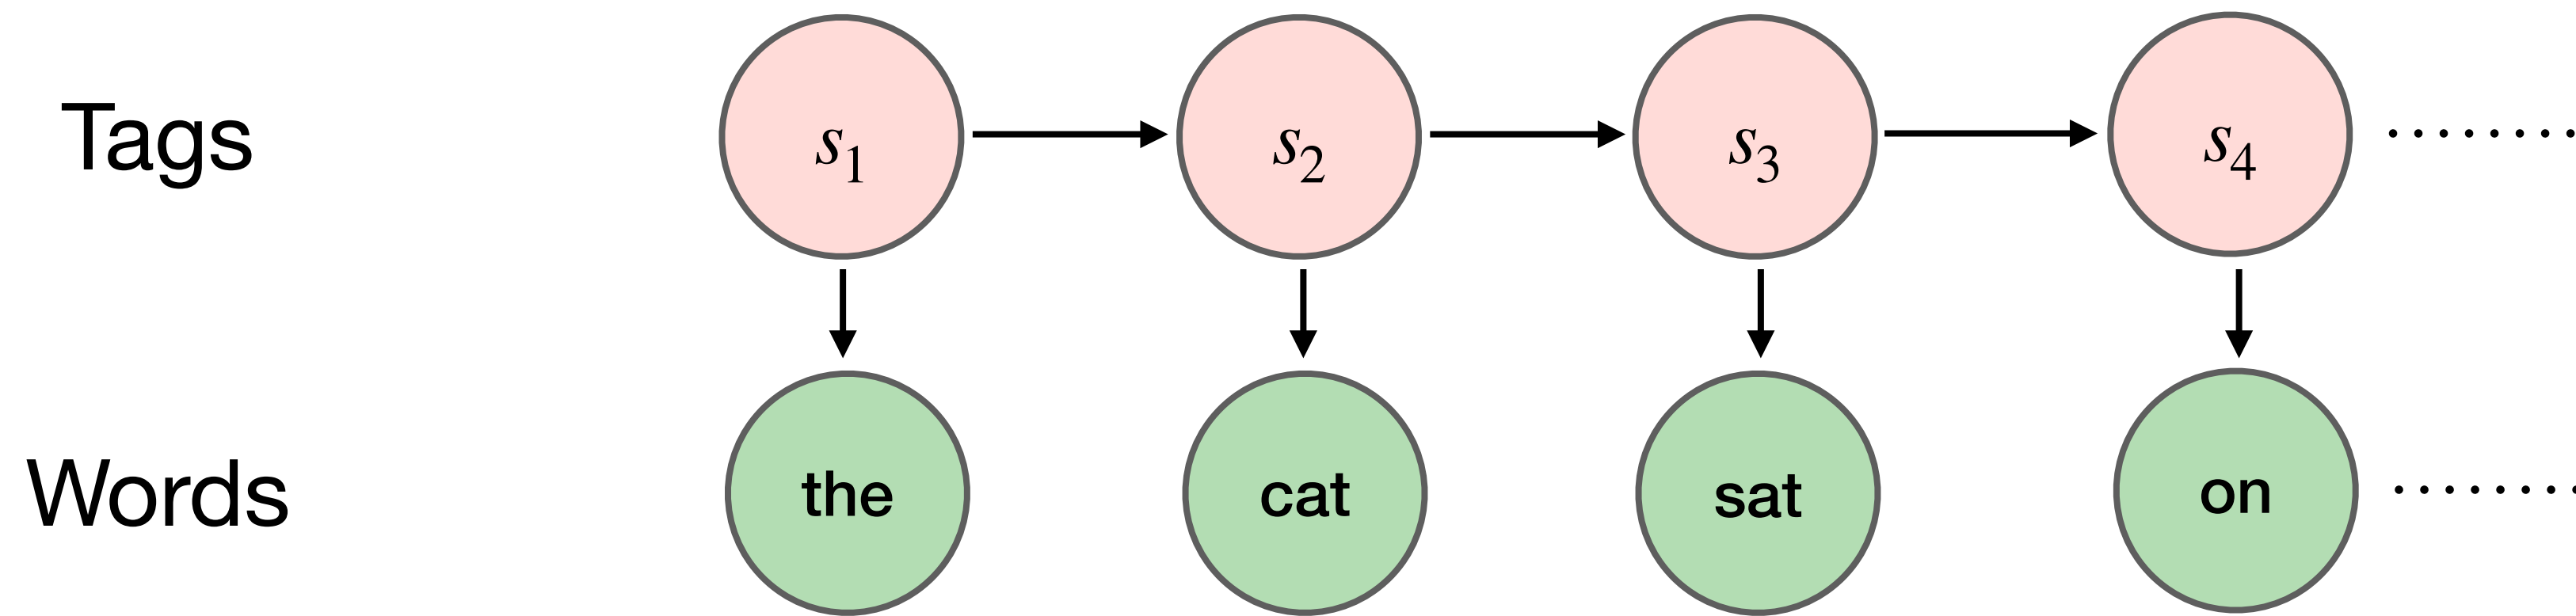 Tags s₁ s₂ s₃ s₄ ........
Words the cat sat on ........